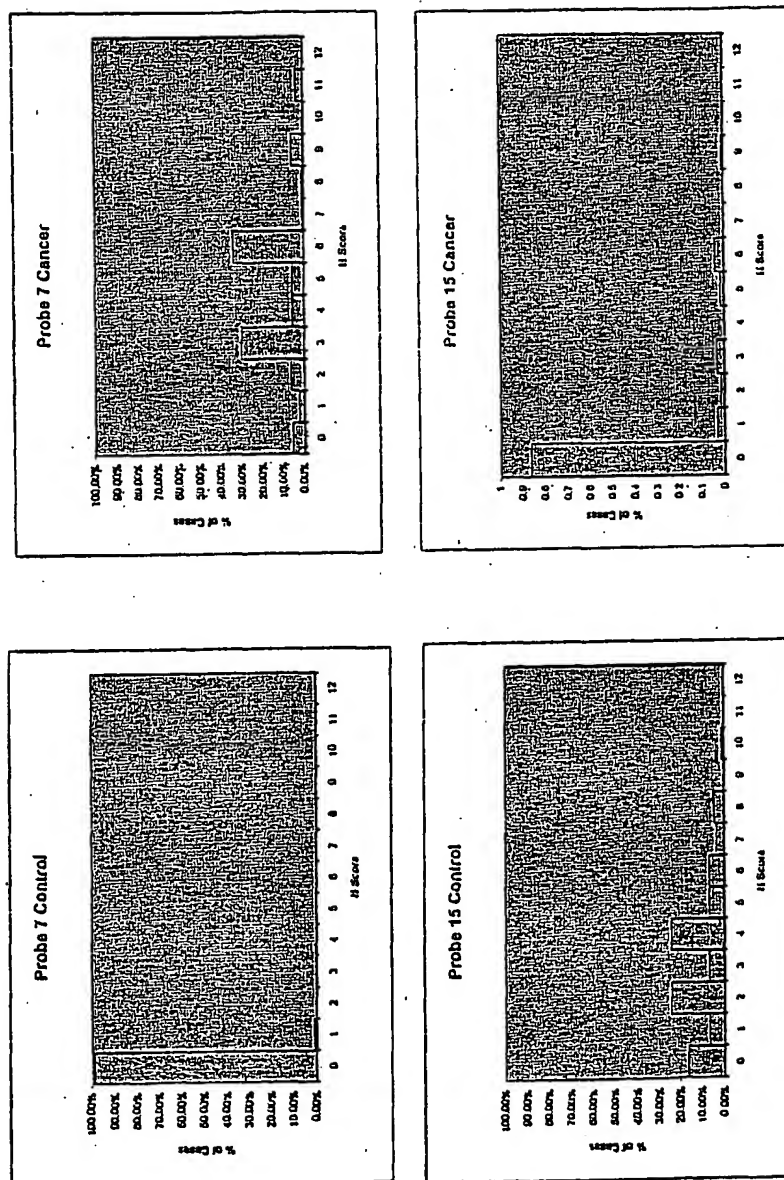 Probe 7 Control
100.00%
90.00%
80.00%
70.00%
60.00%
50.00%
40.00%
30.00%
20.00%
10.00%
0.00%
% of Cases
0 1 2 3 4 5 6 7 8 9 10 11 12
H Score
Probe 7 Cancer
100.00%
90.00%
80.00%
70.00%
60.00%
50.00%
40.00%
30.00%
20.00%
10.00%
0.00%
% of Cases
0 1 2 3 4 5 6 7 8 9 10 11 12
H Score
Probe 15 Control
100.00%
90.00%
80.00%
70.00%
60.00%
50.00%
40.00%
30.00%
20.00%
10.00%
0.00%
% of Cases
0 1 2 3 4 5 6 7 8 9 10 11 12
H Score
Probe 15 Cancer
1
0.9
0.8
0.7
0.6
0.5
0.4
0.3
0.2
0.1
0
% of Cases
0 1 2 3 4 5 6 7 8 9 10 11 12
H Score